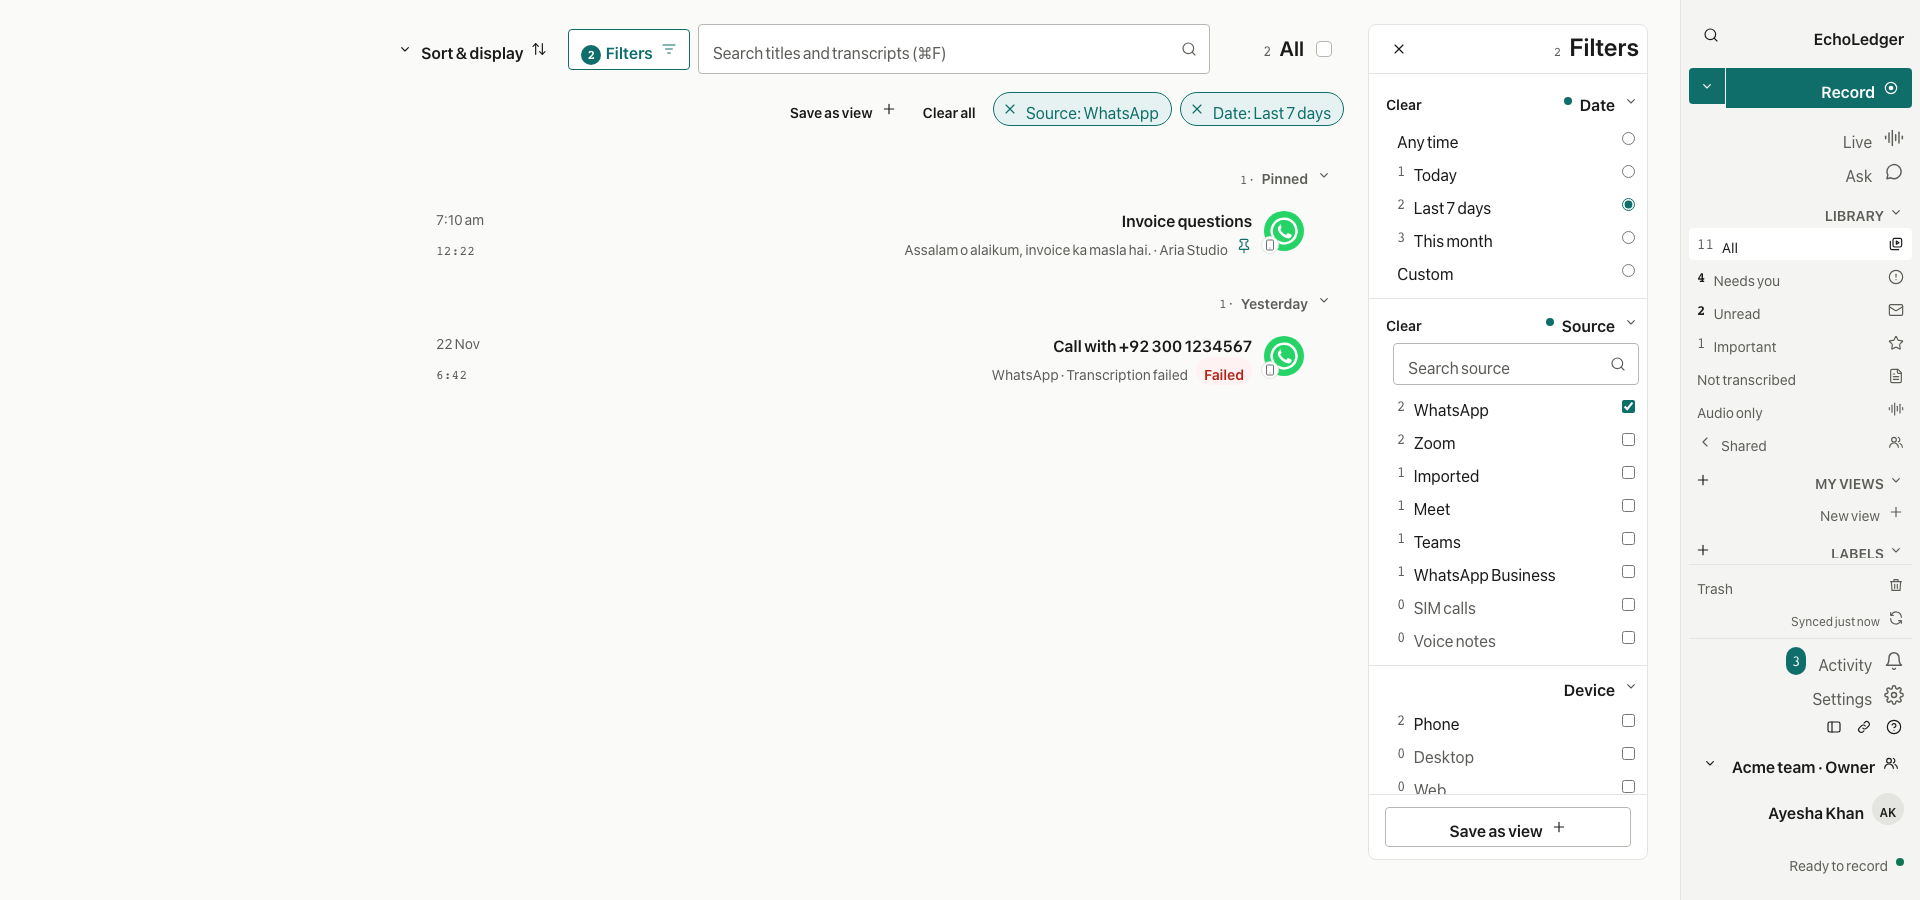 EchoLedger
Record
Live
Ask
LIBRARY
All 11
Needs you 4
Unread 2
Important 1
Not transcribed
Audio only
Shared
MY VIEWS
New view
LABELS
Trash
Synced just now
Activity 3
Settings
Acme team · Owner
AK Ayesha Khan
Ready to record
Filters 2
Date Clear
Any time
Today 1
Last 7 days 2
This month 3
Custom
Source Clear
Search source
WhatsApp 2
Zoom 2
Imported 1
Meet 1
Teams 1
WhatsApp Business 1
SIM calls 0
Voice notes 0
Device
Phone 2
Desktop 0
Web 0
Save as view
All 2
Search titles and transcripts (⌘F)
Filters 2
Sort & display
Date: Last 7 days
Source: WhatsApp
Clear all
Save as view
Pinned · 1
Invoice questions
7:10 am
Assalam o alaikum, invoice ka masla hai. · Aria Studio
12:22
Yesterday · 1
Call with +92 300 1234567
22 Nov
Failed WhatsApp · Transcription failed
6:42